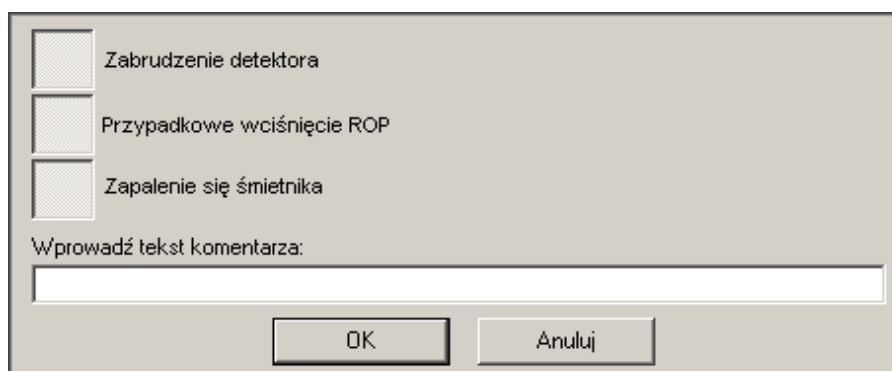 Zabrudzenie detektora
Przypadkowe wciśnięcie ROP
Zapalenie się śmietnika
Wprowadź tekst komentarza:
OK Anuluj